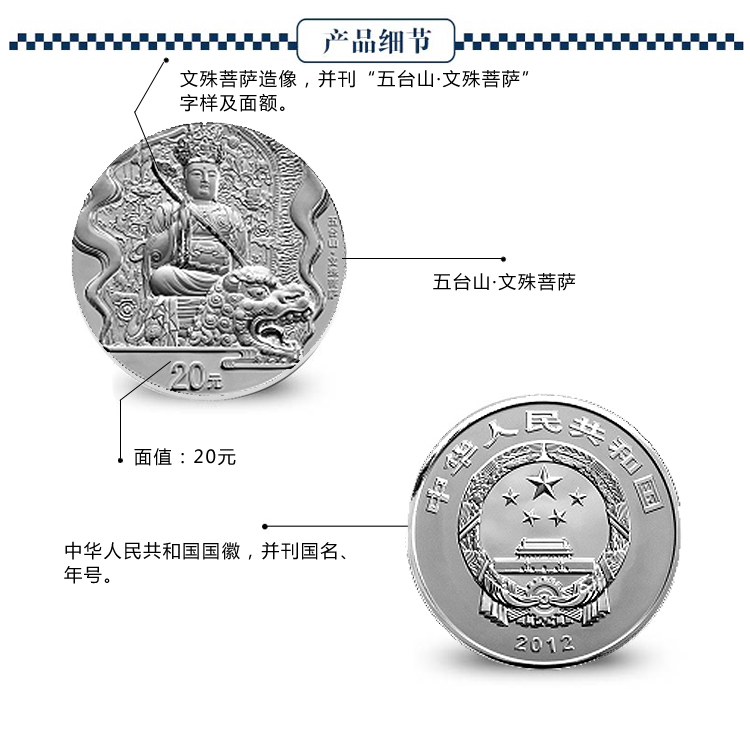 产品细节
文殊菩萨造像，并刊“五台山·文殊菩萨”
字样及面额。
五台山·文殊菩萨
20元
面值：20元
中华人民共和国
中华人民共和国国徽，并刊国名、
年号。
2012